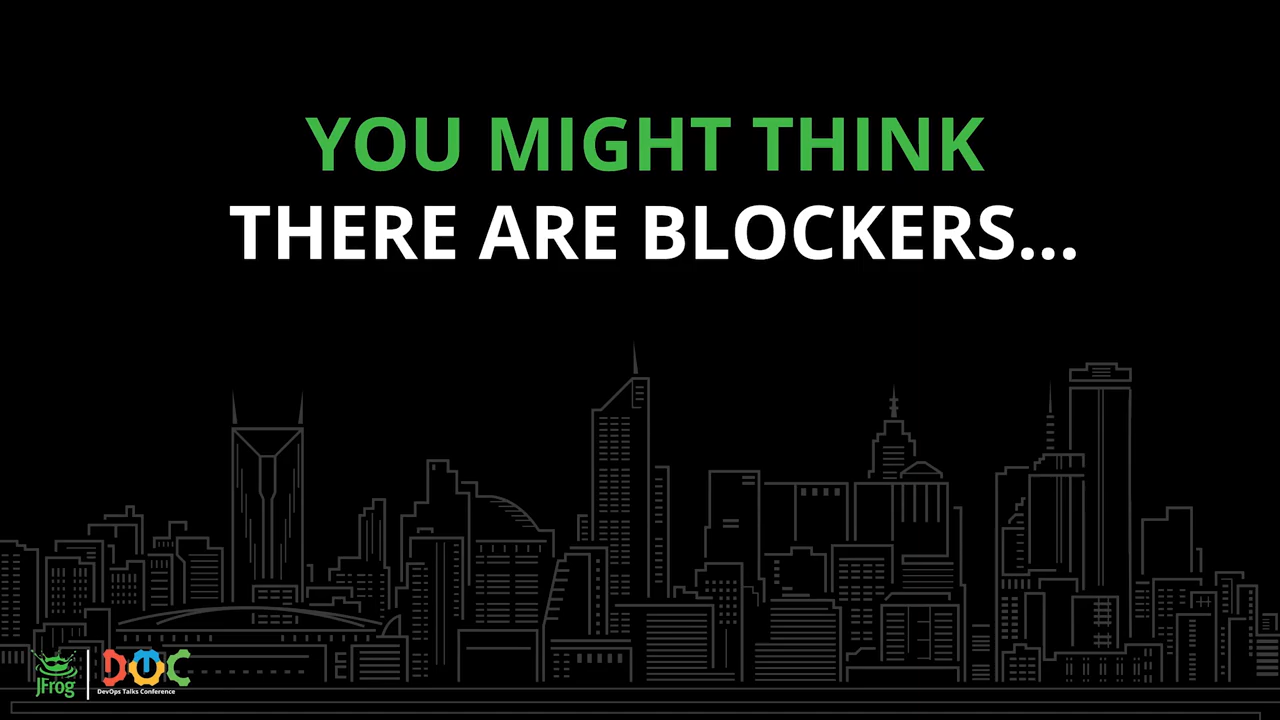 YOU MIGHT THINK
THERE ARE BLOCKERS...
JFrog
DOC
DevOps Talks Conference